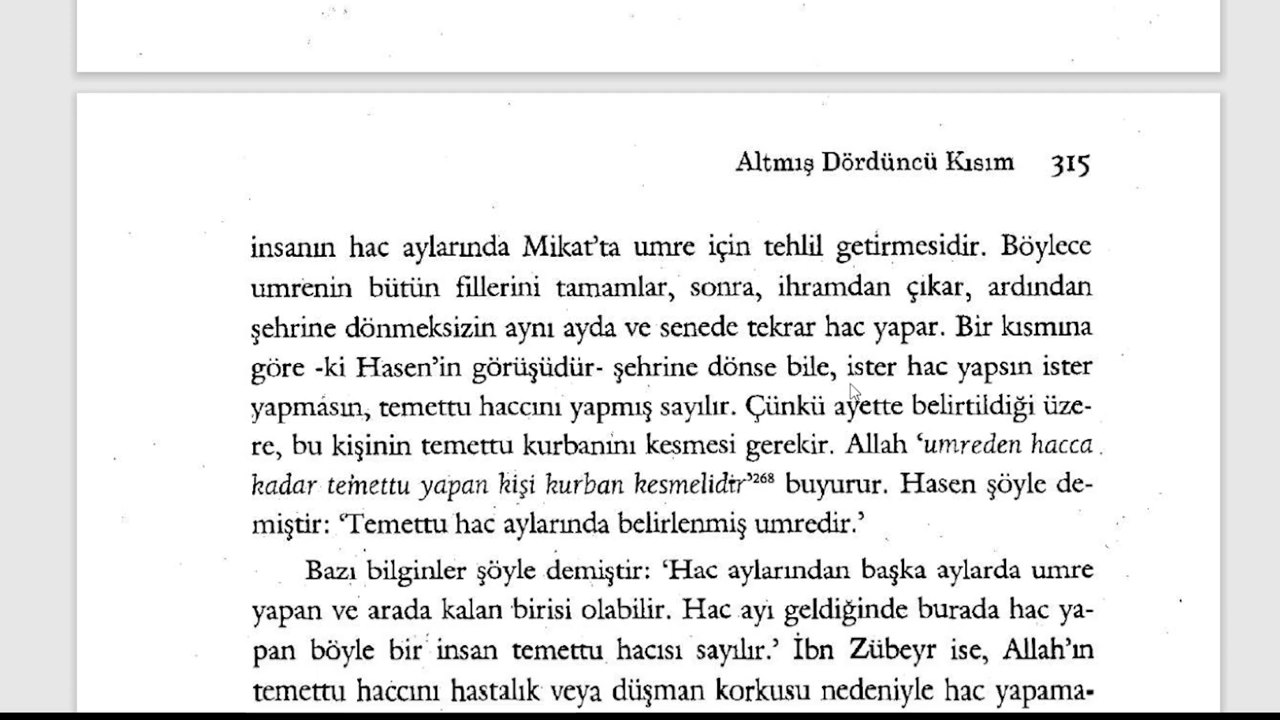 Altmış Dördüncü Kısım 315
insanın hac aylarında Mikat’ta umre için tehlil getirmesidir. Böylece
umrenin bütün fillerini tamamlar, sonra, ihramdan çıkar, ardından
şehrine dönmeksizin aynı ayda ve senede tekrar hac yapar. Bir kısmına
göre -ki Hasen’in görüşüdür- şehrine dönse bile, ister hac yapsın ister
yapmasın, temettu haccını yapmış sayılır. Çünkü ayette belirtildiği üze-
re, bu kişinin temettu kurbanını kesmesi gerekir. Allah ‘umreden hacca
kadar temettu yapan kişi kurban kesmelidir’268 buyurur. Hasen şöyle de-
miştir: ‘Temettu hac aylarında belirlenmiş umredir.’
Bazı bilginler şöyle demiştir: ‘Hac aylarından başka aylarda umre
yapan ve arada kalan birisi olabilir. Hac ayı geldiğinde burada hac ya-
pan böyle bir insan temettu hacısı sayılır.’ İbn Zübeyr ise, Allah’ın
temettu haccını hastalık veya düşman korkusu nedeniyle hac yapama-